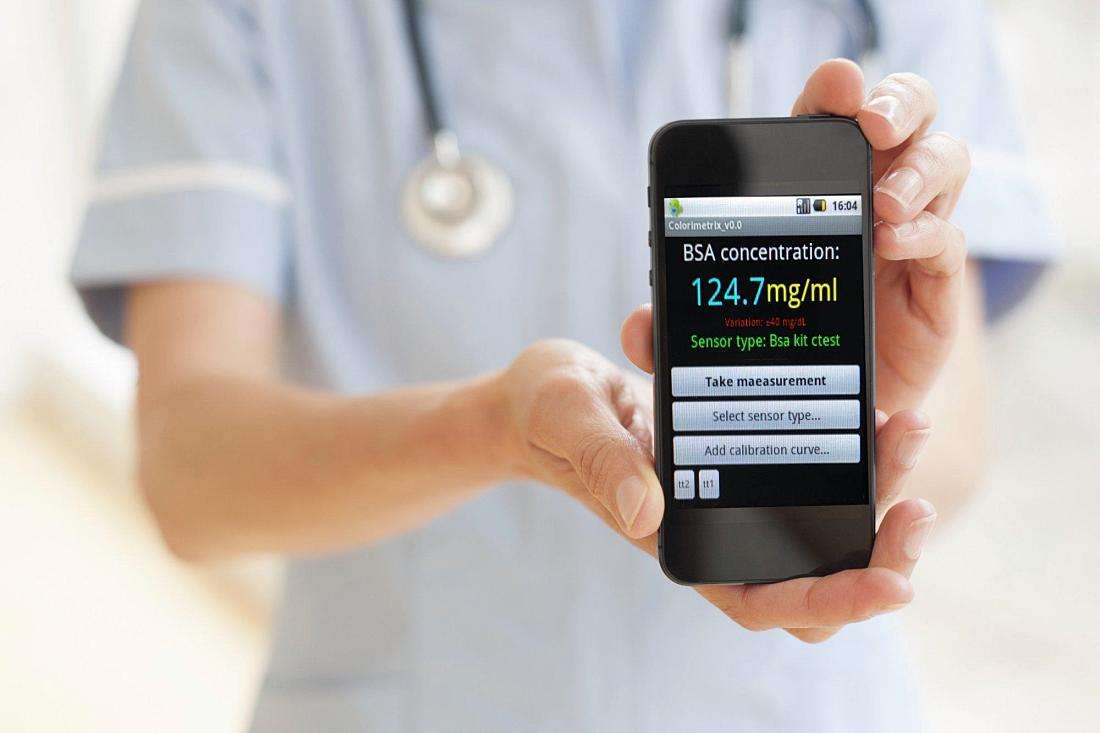 16:04
Colorimetrix_v0.0
BSA concentration:
124.7mg/ml
Variation: ±40 mg/dL
Sensor type: Bsa kit ctest
Take maeasurement
Select sensor type...
Add calibration curve...
tt2 tt1